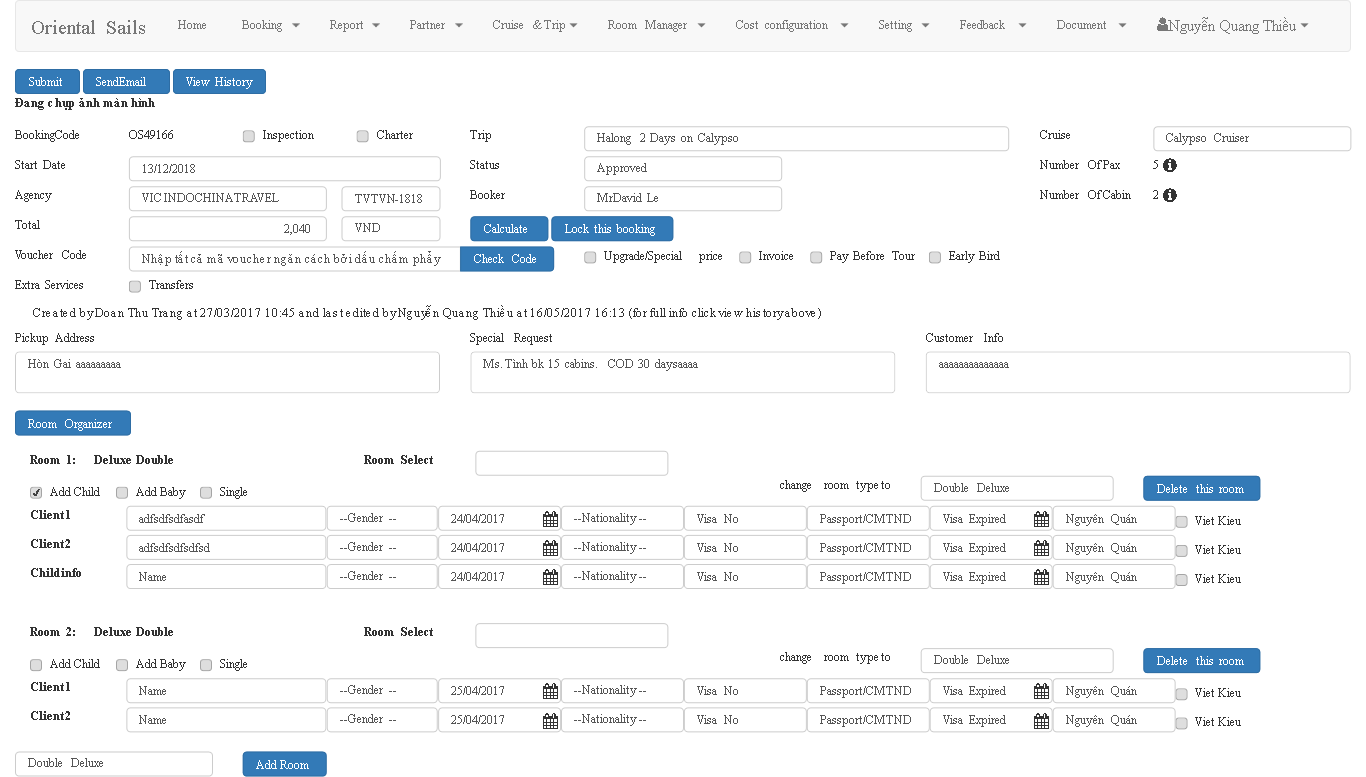 Oriental Sails Home Booking Report Partner Cruise & Trip Room Manager Cost configuration Setting Feedback Document Nguyễn Quang Thiều
Submit SendEmail View History
Đang chụp ảnh màn hình
BookingCode OS49166 Inspection Charter Trip Halong 2 Days on Calypso Cruise Calypso Cruiser
Start Date 13/12/2018 Status Approved Number Of Pax 5
Agency VIC INDOCHINA TRAVEL TVTVN-1818 Booker Mr David Le Number Of Cabin 2
Total 2,040 VND Calculate Lock this booking
Voucher Code Nhập tất cả mã voucher ngăn cách bởi dấu chấm phẩy Check Code Upgrade/Special price Invoice Pay Before Tour Early Bird
Extra Services Transfers
Created by Doan Thu Trang at 27/03/2017 10:45 and last edited by Nguyễn Quang Thiều at 16/05/2017 16:13 (for full info click view history above)
Pickup Address Special Request Customer Info
Hòn Gai aaaaaaaaa Ms. Tình bk 15 cabins. COD 30 daysaaaa aaaaaaaaaaaaaa
Room Organizer
Room 1: Deluxe Double Room Select
Add Child Add Baby Single change room type to Double Deluxe Delete this room
Client1 adfsdfsdfasdf --Gender -- 24/04/2017 --Nationality-- Visa No Passport/CMTND Visa Expired Nguyên Quán Viet Kieu
Client2 adfsdfsdfsdfsd --Gender -- 24/04/2017 --Nationality-- Visa No Passport/CMTND Visa Expired Nguyên Quán Viet Kieu
Child info Name --Gender -- 24/04/2017 --Nationality-- Visa No Passport/CMTND Visa Expired Nguyên Quán Viet Kieu
Room 2: Deluxe Double Room Select
Add Child Add Baby Single change room type to Double Deluxe Delete this room
Client1 Name --Gender -- 25/04/2017 --Nationality-- Visa No Passport/CMTND Visa Expired Nguyên Quán Viet Kieu
Client2 Name --Gender -- 25/04/2017 --Nationality-- Visa No Passport/CMTND Visa Expired Nguyên Quán Viet Kieu
Double Deluxe Add Room